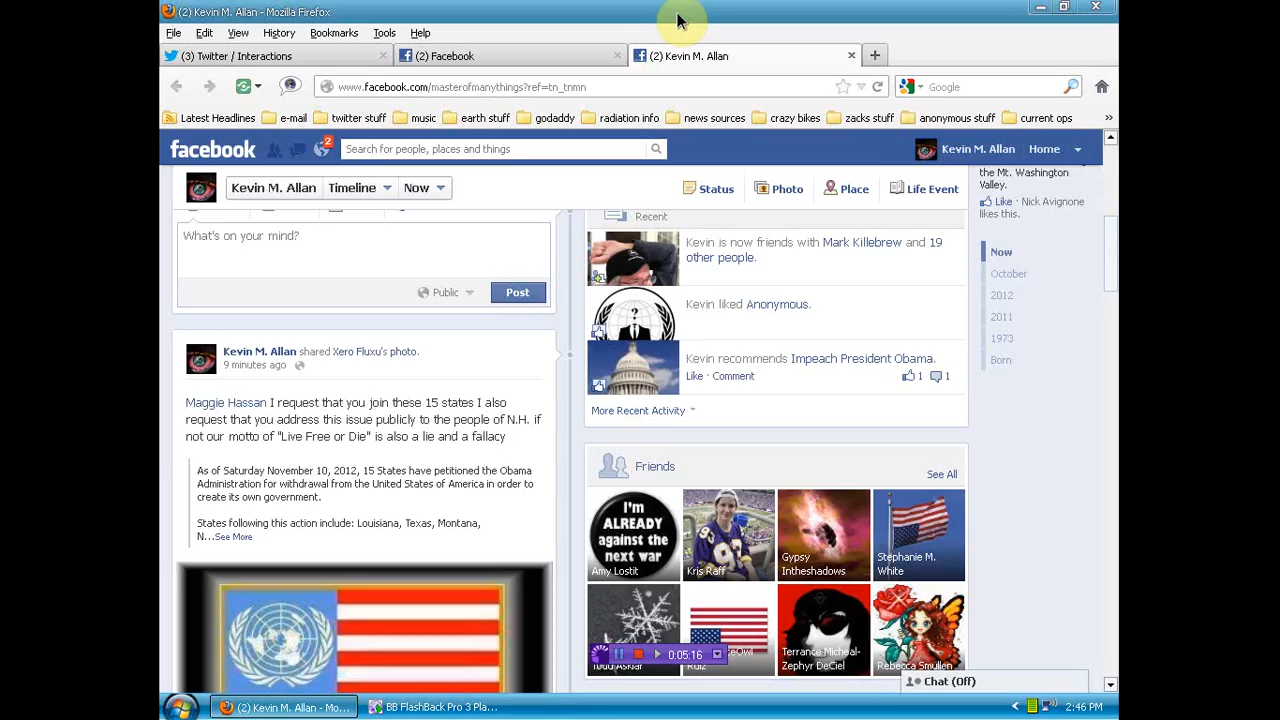 (2) Kevin M. Allan - Mozilla Firefox
File Edit View History Bookmarks Tools Help
(3) Twitter / Interactions
(2) Facebook
(2) Kevin M. Allan
www.facebook.com/masterofmanythings?ref=tn_tnmn
Google
Latest Headlines e-mail twitter stuff music earth stuff godaddy radiation info news sources crazy bikes zacks stuff anonymous stuff current ops »
facebook
2
Search for people, places and things
Kevin M. Allan Home
Kevin M. Allan Timeline Now
Status Photo Place Life Event
the Mt. Washington
Valley.
Like · Nick Avignone
likes this.
What's on your mind?
Public Post
Recent
Kevin is now friends with Mark Killebrew and 19
other people.
Kevin liked Anonymous.
?
Kevin recommends Impeach President Obama.
Like · Comment 1 1
More Recent Activity
Now
October
2012
2011
1973
Born
Kevin M. Allan shared Xero Fluxu's photo.
9 minutes ago
Maggie Hassan I request that you join these 15 states I also
request that you address this issue publicly to the people of N.H. if
not our motto of "Live Free or Die" is also a lie and a fallacy
As of Saturday November 10, 2012, 15 States have petitioned the Obama
Administration for withdrawal from the United States of America in order to
create its own government.
States following this action include: Louisiana, Texas, Montana,
N...See More
Friends
See All
I'm
ALREADY
against the
next war
Amy Lostit
93
Kris Raff
Gypsy
Intheshadows
Stephanie M.
White
0:05:16
Terrance Micheal-
Zephyr DeCiel
Rebecca Smullen
Chat (Off)
(2) Kevin M. Allan - Mo...
BB FlashBack Pro 3 Pla...
2:46 PM